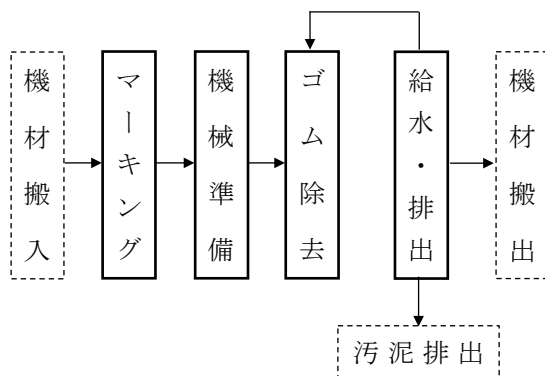 機材搬入
マーキング
機械準備
ゴム除去
給水・排出
機材搬出
汚泥排出